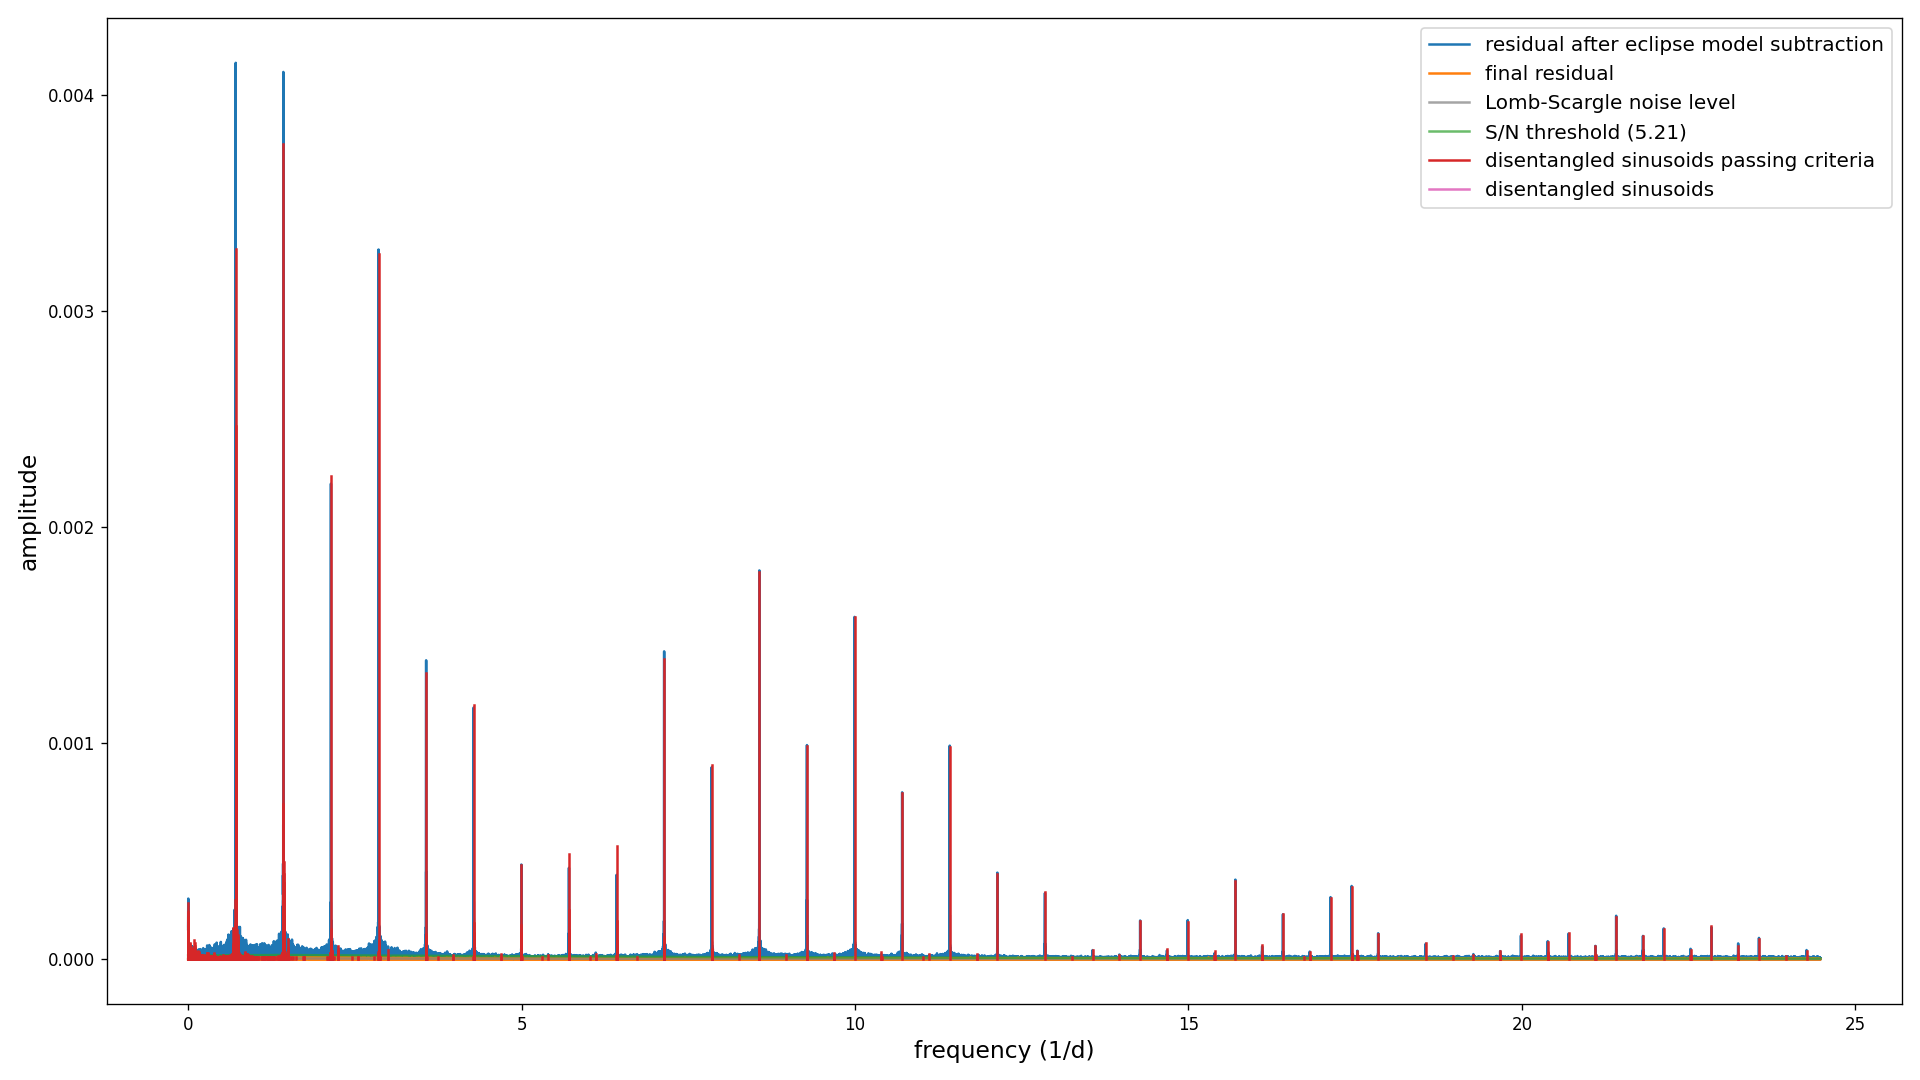 residual after eclipse model subtraction
final residual
Lomb-Scargle noise level
S/N threshold (5.21)
disentangled sinusoids passing criteria
disentangled sinusoids
0.004
0.003
0.002
0.001
0.000
amplitude
0 5 10 15 20 25
frequency (1/d)